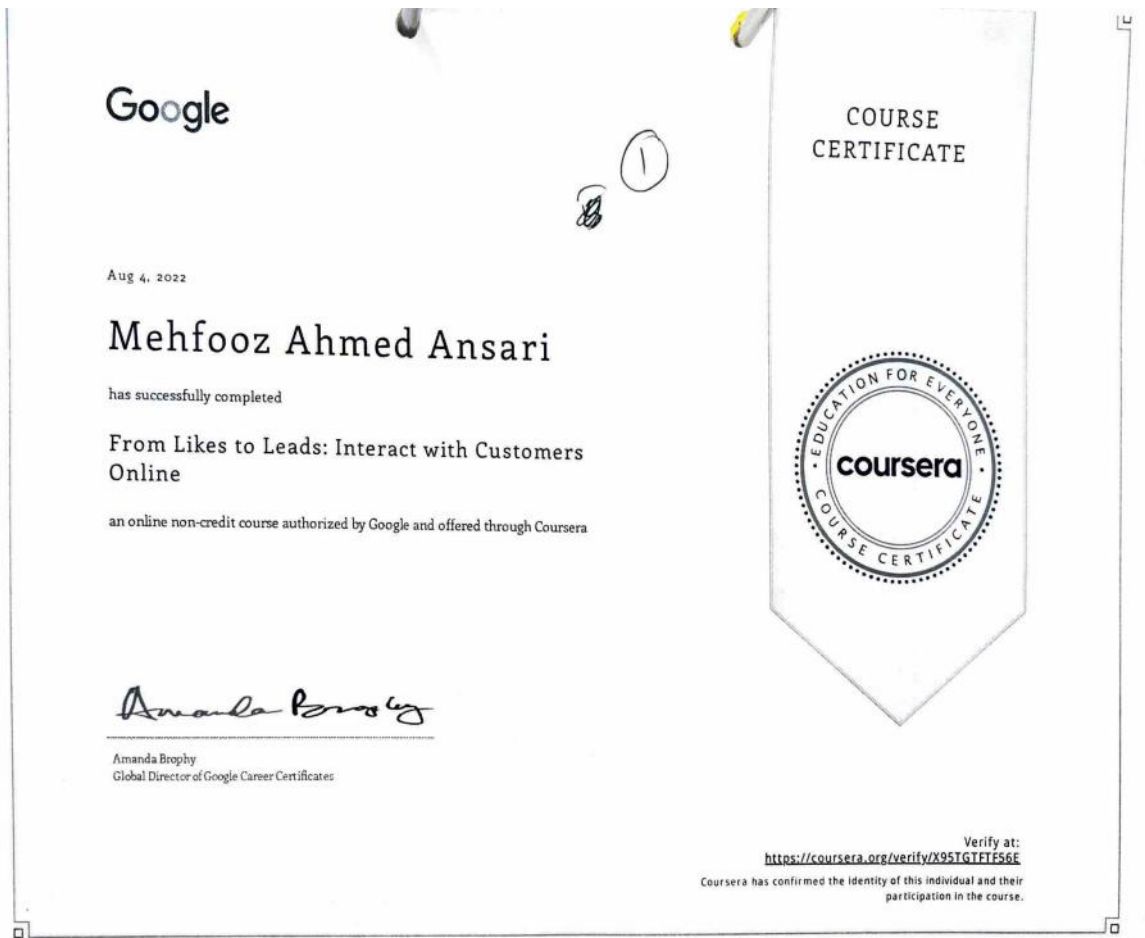 Google
1
COURSE
CERTIFICATE
Aug 4, 2022
Mehfooz Ahmed Ansari
has successfully completed
From Likes to Leads: Interact with Customers
Online
an online non-credit course authorized by Google and offered through Coursera
• EDUCATION FOR EVERYONE •
coursera
COURSE CERTIFICATE
Amanda Brophy
Amanda Brophy
Global Director of Google Career Certificates
Verify at:
https://coursera.org/verify/X95TGTFTFS6E
Coursera has confirmed the identity of this individual and their
participation in the course.